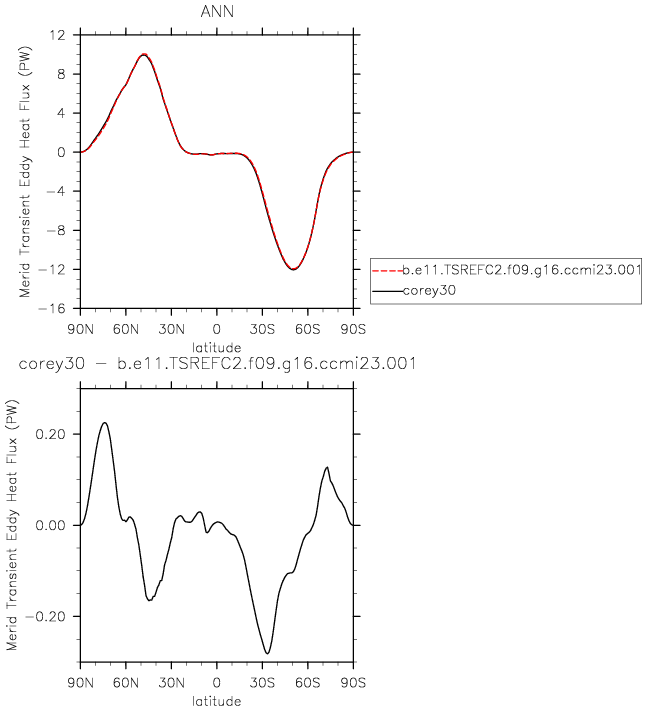 ANN
Merid Transient Eddy Heat Flux (PW)
12
8
4
0
−4
−8
−12
−16
90N 60N 30N 0 30S 60S 90S
latitude
b.e11.TSREFC2.f09.g16.ccmi23.001
corey30
corey30 − b.e11.TSREFC2.f09.g16.ccmi23.001
Merid Transient Eddy Heat Flux (PW)
0.20
0.00
−0.20
90N 60N 30N 0 30S 60S 90S
latitude